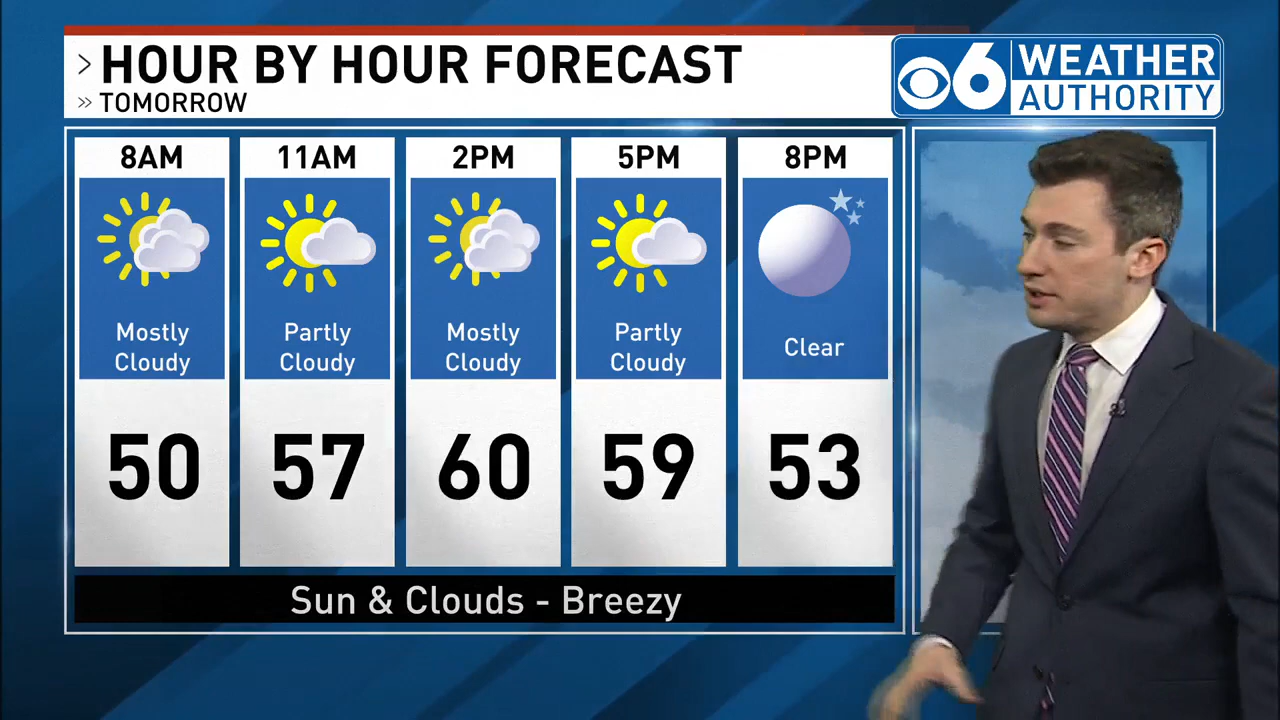 HOUR BY HOUR FORECAST
TOMORROW
6 WEATHER
AUTHORITY
8AM
Mostly
Cloudy
50
11AM
Partly
Cloudy
57
2PM
Mostly
Cloudy
60
5PM
Partly
Cloudy
59
8PM
Clear
53
Sun & Clouds - Breezy